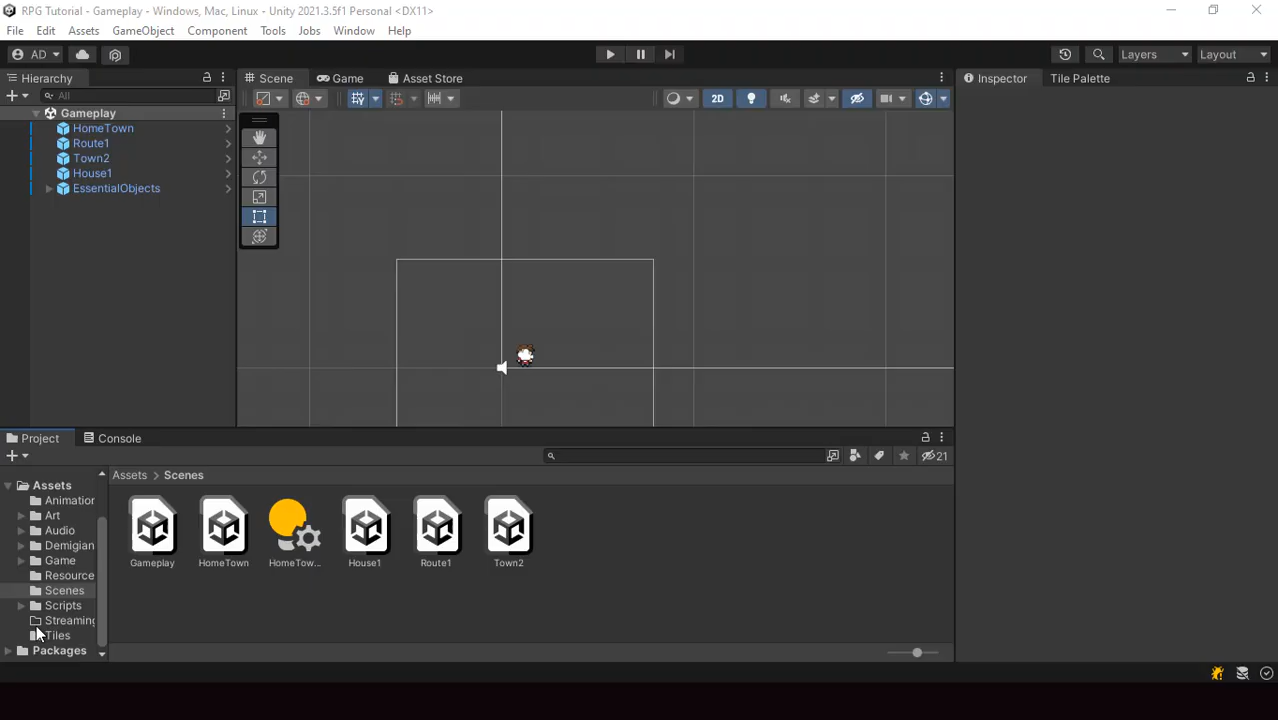 RPG Tutorial - Gameplay - Windows, Mac, Linux - Unity 2021.3.5f1 Personal <DX11>
File Edit Assets GameObject Component Tools Jobs Window Help
AD Layers Layout
Hierarchy Scene Game Asset Store Inspector Tile Palette
All 2D
Gameplay
HomeTown
Route1
Town2
House1
EssentialObjects
Project Console
21
Assets Assets > Scenes
Animation
Art
Audio
Demigian
Game
Resource
Scenes
Scripts
Streaming
Tiles
Packages
Gameplay HomeTown HomeTow... House1 Route1 Town2